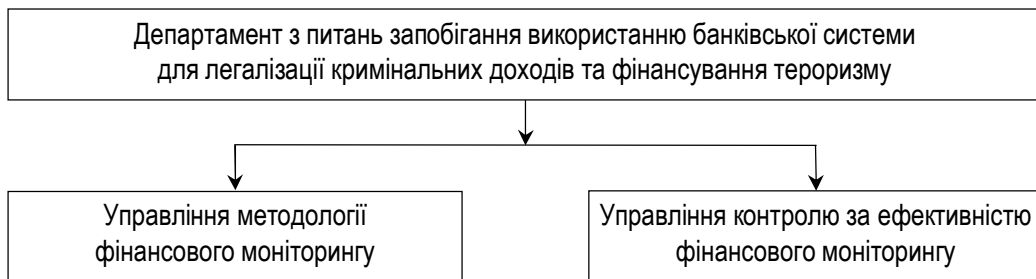 Департамент з питань запобігання використанню банківської системи
для легалізації кримінальних доходів та фінансування тероризму
Управління методології
фінансового моніторингу
Управління контролю за ефективністю
фінансового моніторингу